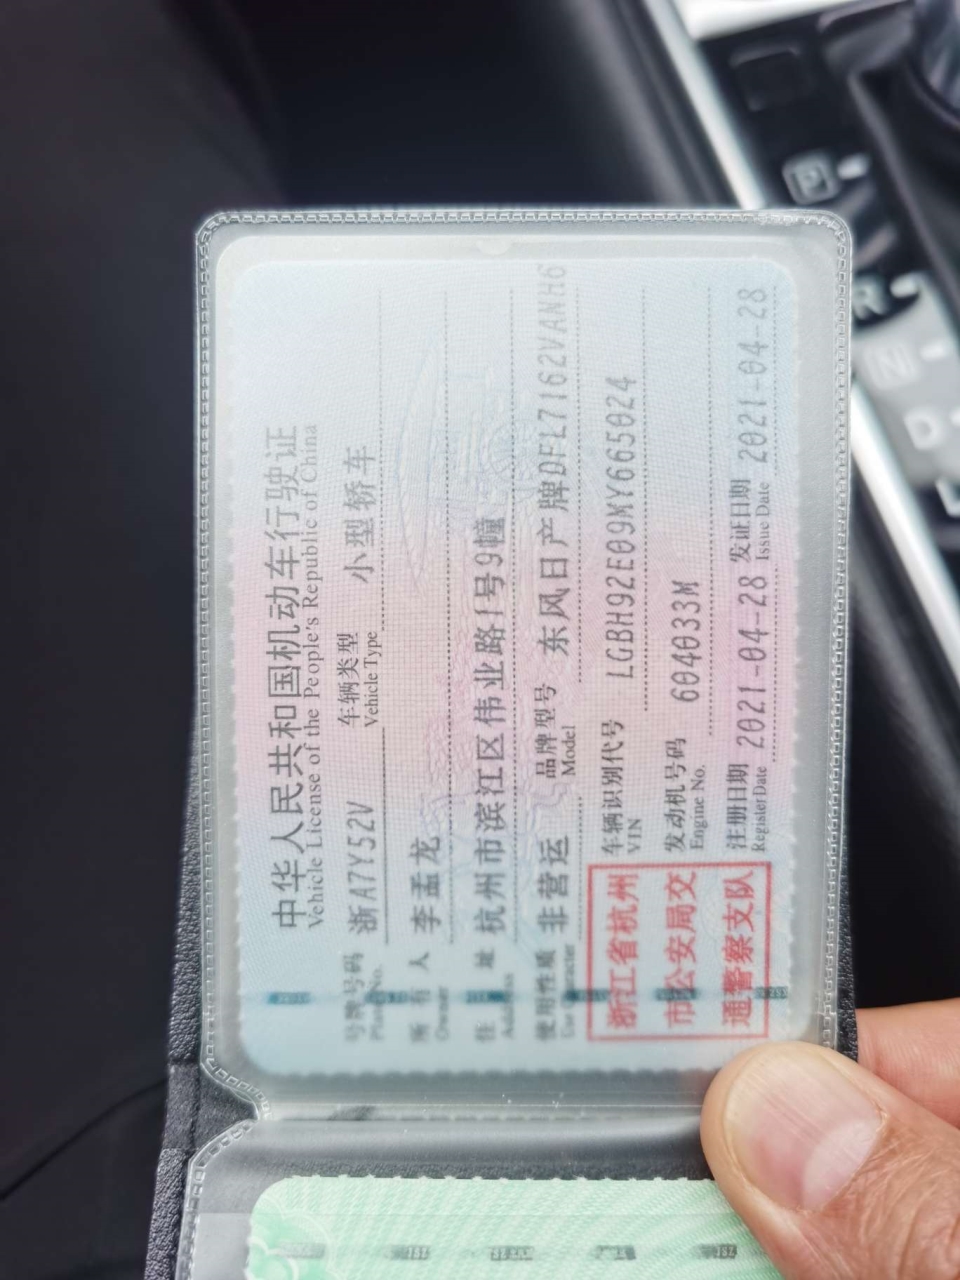 中华人民共和国机动车行驶证
Vehicle License of the People's Republic of China
号牌号码 浙A7Y52V 车辆类型 小型轿车
Plate No. Vehicle Type
所有人 李孟龙
Owner
住址 杭州市滨江区伟业路1号9幢
Address
使用性质 非营运 品牌型号 东风日产牌DFL7162VANH6
Use Character Model
浙江省杭州
市公安局交
通警察支队
车辆识别代号 LGBH92E09MY665024
VIN
发动机号码 604033M
Engine No.
注册日期 2021-04-28 发证日期 2021-04-28
Register Date Issue Date
R
N
D